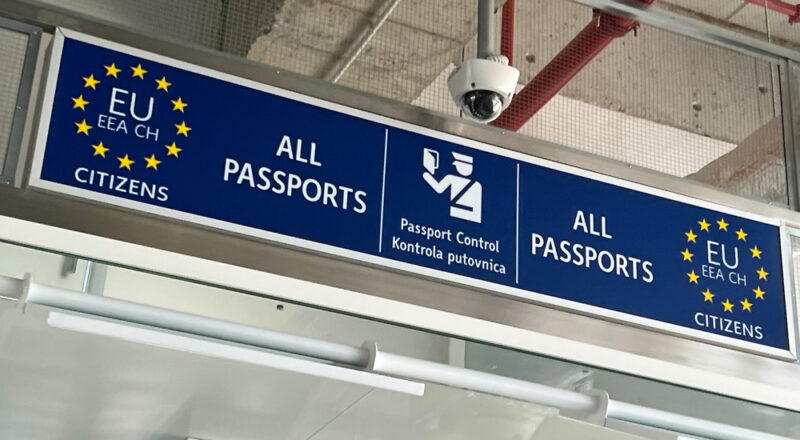 EU
EEA CH
CITIZENS
ALL
PASSPORTS
Passport Control
Kontrola putovnica
ALL
PASSPORTS
EU
EEA CH
CITIZENS